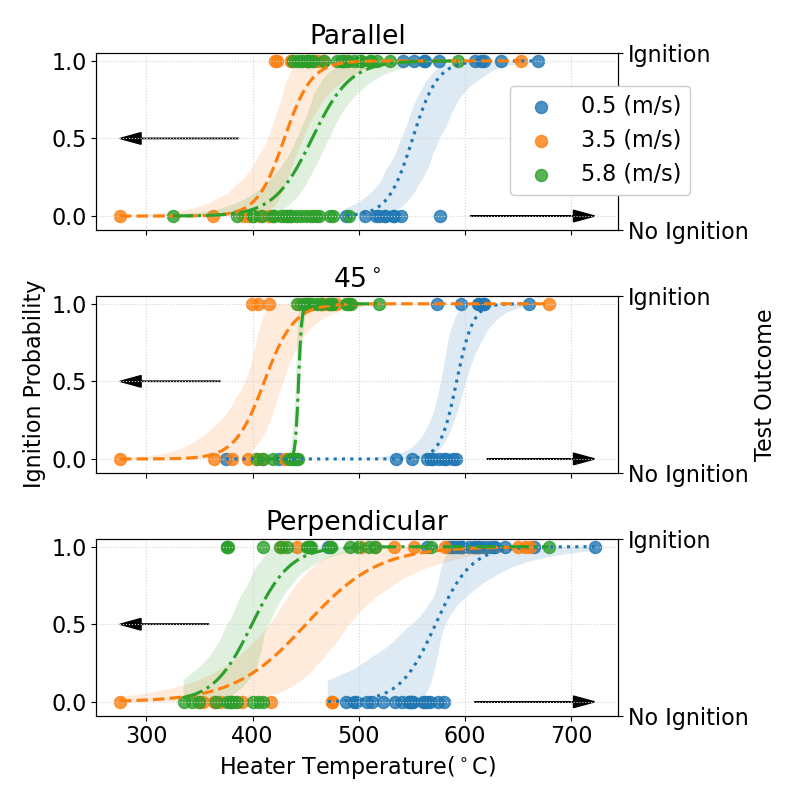 Parallel
1.0
0.5
0.0
Ignition
No Ignition
0.5 (m/s)
3.5 (m/s)
5.8 (m/s)
45°
1.0
0.5
0.0
Ignition
No Ignition
Ignition Probability
Test Outcome
Perpendicular
1.0
0.5
0.0
Ignition
No Ignition
300 400 500 600 700
Heater Temperature(°C)